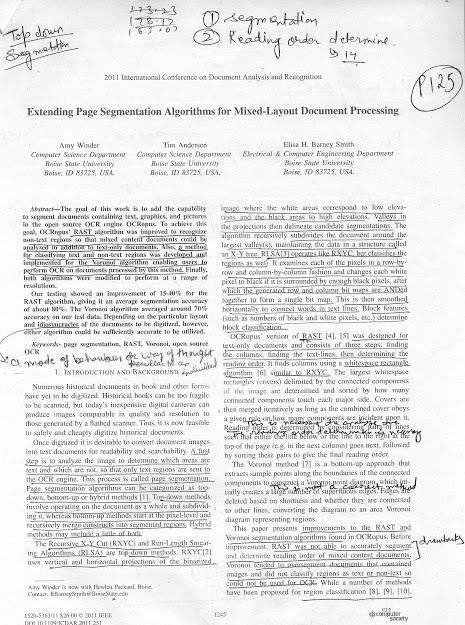 Top down
Segmentation
① Segmentation
② Reading order determine.
↳ 14
P125
2011 International Conference on Document Analysis and Recognition
Extending Page Segmentation Algorithms for Mixed-Layout Document Processing
Amy Winder
Computer Science Department
Boise State University
Boise, ID 83725, USA.
Tim Andersen
Computer Science Department
Boise State University
Boise, ID 83725, USA.
Elisa H. Barney Smith
Electrical & Computer Engineering Department
Boise State University
Boise, ID 83725, USA.
Abstract—The goal of this work is to add the capability
to segment documents containing text, graphics, and pictures
in the open source OCR engine OCRopus. To achieve this
goal, OCRopus' RAST algorithm was improved to recognize
non-text regions so that mixed content documents could be
analyzed in addition to text-only documents. Also, a method
for classifying text and non-text regions was developed and
implemented for the Voronoi algorithm enabling users to
perform OCR on documents processed by this method. Finally,
both algorithms were modified to perform at a range of
resolutions.
Our testing showed an improvement of 15-40% for the
RAST algorithm, giving it an average segmentation accuracy
of about 80%. The Voronoi algorithm averaged around 70%
accuracy on our test data. Depending on the particular layout
and idiosyncracies of the documents to be digitized, however,
either algorithm could be sufficiently accurate to be utilized.
Keywords- page segmentation, RAST, Voronoi, open source
OCR
a mode of behaviour or way of thought
peculiar to an
individual
I. INTRODUCTION AND BACKGROUND
Numerous historical documents in book and other forms
have yet to be digitized. Historical books can be too fragile
to be scanned, but today's inexpensive digital cameras can
produce images comparable in quality and resolution to
those generated by a flatbed scanner. Thus, it is now feasible
to safely and cheaply digitize historical documents.
Once digitized it is desirable to convert document images
into text documents for readability and searchability. A first
step is to analyze the image to determine which areas are
text and which are not, so that only text regions are sent to
the OCR engine. This process is called page segmentation.
Page segmentation algorithms can be categorized as top-
down, bottom-up or hybrid methods [1]. Top-down methods
involve operating on the document as a whole and subdivid-
ing it, whereas bottom-up methods start at the pixel-level and
recursively merge constructs into segmented regions. Hybrid
methods may include a little of both.
The Recursive X-Y Cut (RXYC) and Run-Length Smear-
ing Algorithms (RLSA) are top-down methods. RXYC[2]
uses vertical and horizontal projections of the binarized
Amy Winder is now with Hewlett Packard, Boise.
Contact: EBarneySmith@BoiseState.edu
image where the white areas correspond to low eleva-
tions and the black areas to high elevations. Valleys in
the projections then delineate candidate segmentations. The
algorithm recursively subdivides the document around the
largest valley(s), maintaining the data in a structure called
an X-Y tree. RLSA[3] operates like RXYC, but classifies the
regions as well. It examines each of the pixels in a row-by-
row and column-by-column fashion and changes each white
pixel to black if it is surrounded by enough black pixels, after
which the generated row and column bit maps are ANDed
together to form a single bit map. This is then smoothed
horizontally to connect words in text lines. Block features
(such as numbers of black and white pixels, etc.) determine
block classification.
OCRopus' version of RAST [4], [5] was designed for
text-only documents and consists of three steps: finding
the columns, finding the text-lines, then determining the
reading order. It finds columns using a whitespace rectangle
algorithm [6] similar to RXYC. The largest whitespace
rectangles (covers) delimited by the connected components
of the image are determined and sorted by how many
connected components touch each major side. Covers are
then merged iteratively as long as the combined cover obeys
a given rule on how many components are incident upon it.
Reading order is determined by considering pairs of lines
such that either the line below or the line to the right at the
top of the page (e.g. in the next column) goes next, followed
by sorting these pairs to give the final reading order.
The Voronoi method [7] is a bottom-up approach that
extracts sample points along the boundaries of the connected
components to construct a Voronoi point diagram, which ini-
tially creates a large number of superfluous edges. Edges are
deleted based on shortness and whether they are connected
to other lines, converting the diagram to an area Voronoi
diagram representing regions.
This paper presents improvements to the RAST and
Voronoi segmentation algorithms found in OCRopus. Before
improvement, RAST was not able to accurately segment
and determine reading order of mixed content documents.
Voronoi tended to oversegment documents that contained
images and did not classify regions as text or non-text so
could not be used for OCR. While a number of methods
have been proposed for region classification [8], [9], [10],
drawbacks
1520-5363/11 $26.00 © 2011 IEEE
DOI 10.1109/ICDAR.2011.251
1245
IEEE
computer
society